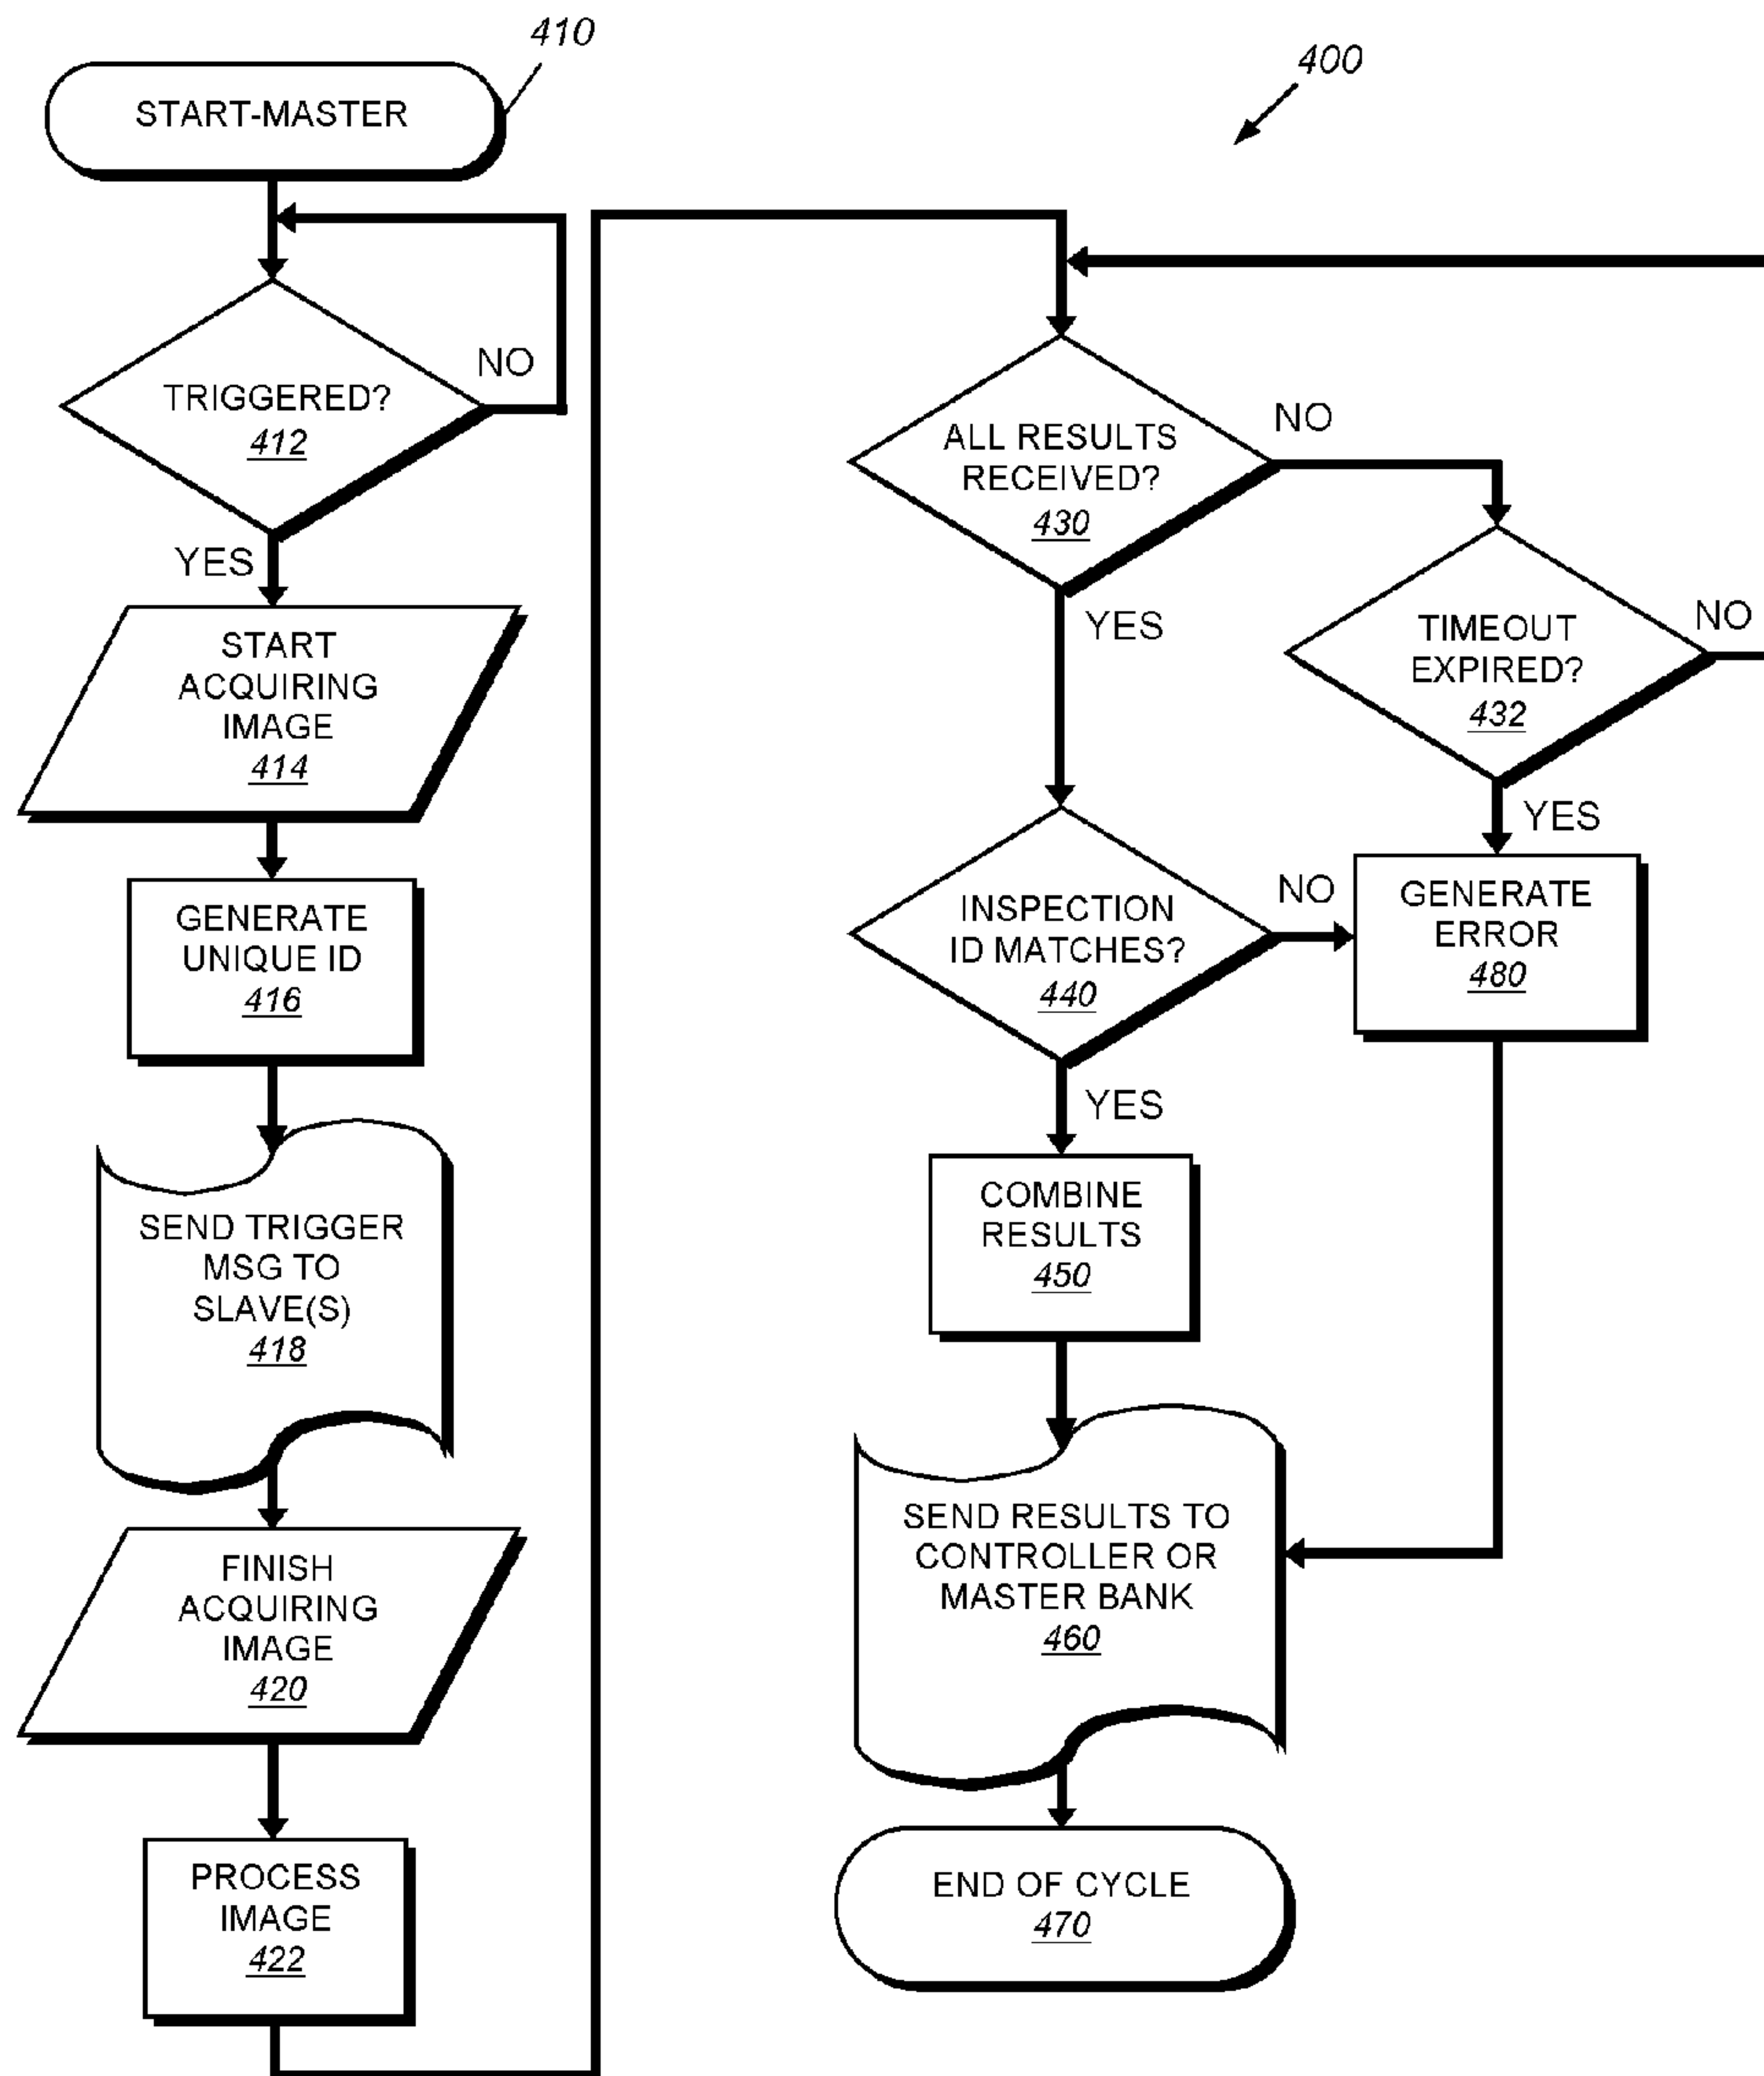 410
START-MASTER
400
TRIGGERED?
412
NO
YES
START
ACQUIRING
IMAGE
414
GENERATE
UNIQUE ID
416
SEND TRIGGER
MSG TO
SLAVE(S)
418
FINISH
ACQUIRING
IMAGE
420
PROCESS
IMAGE
422
ALL RESULTS
RECEIVED?
430
NO
YES
TIMEOUT
EXPIRED?
432
NO
YES
INSPECTION
ID MATCHES?
440
NO
YES
GENERATE
ERROR
480
COMBINE
RESULTS
450
SEND RESULTS TO
CONTROLLER OR
MASTER BANK
460
END OF CYCLE
470